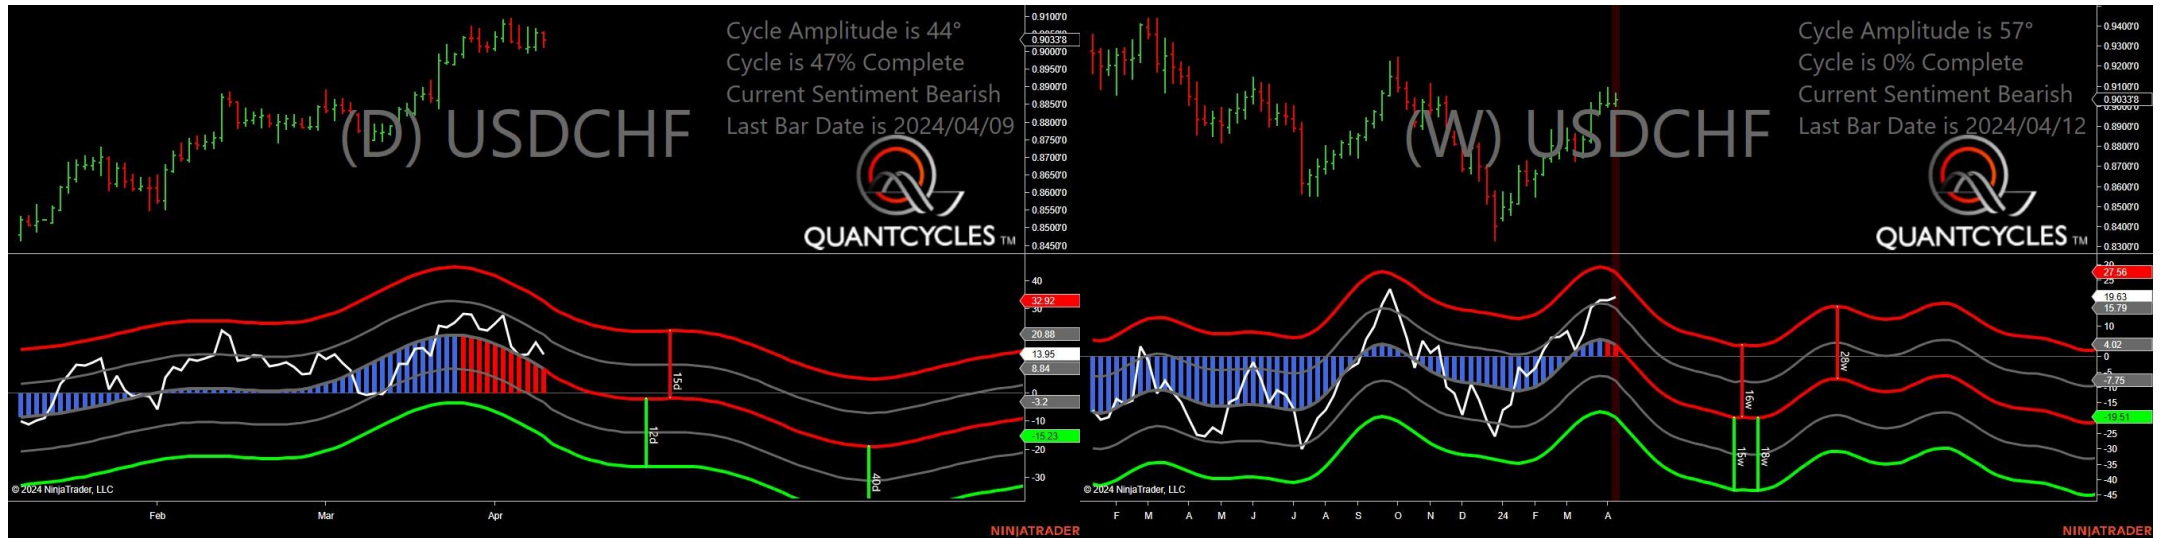 Cycle Amplitude is 44°
Cycle is 47% Complete
Current Sentiment Bearish
Last Bar Date is 2024/04/09
(D) USDCHF
QUANTCYCLES TM
0.9100'0
0.9033'8
0.9000'0
0.8950'0
0.8900'0
0.8850'0
0.8800'0
0.8750'0
0.8700'0
0.8650'0
0.8600'0
0.8550'0
0.8500'0
0.8450'0
40
32.92
30
20.88
13.95
8.84
0
-3.2
-10
-15.23
-20
-30
15d
12d
40d
© 2024 NinjaTrader, LLC
Feb Mar Apr
NINJATRADER
Cycle Amplitude is 57°
Cycle is 0% Complete
Current Sentiment Bearish
Last Bar Date is 2024/04/12
(W) USDCHF
QUANTCYCLES TM
0.9400'0
0.9300'0
0.9200'0
0.9100'0
0.9033'8
0.8900'0
0.8800'0
0.8700'0
0.8600'0
0.8500'0
0.8400'0
0.8300'0
27.56
25
19.63
15.79
10
4.02
0
-5
-7.75
-10
-15
-19.51
-25
-30
-35
-40
-45
16w
28w
15w
18w
© 2024 NinjaTrader, LLC
F M A M J J A S O N D 24 F M A
NINJATRADER